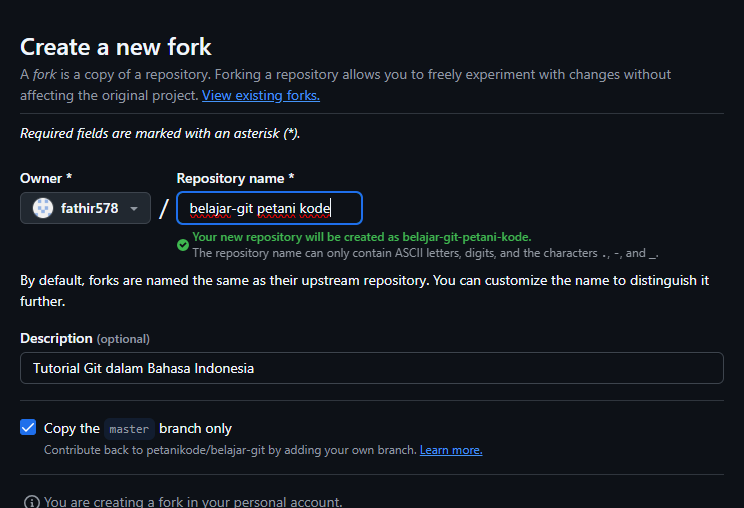 Create a new fork
A fork is a copy of a repository. Forking a repository allows you to freely experiment with changes without
affecting the original project. View existing forks.
Required fields are marked with an asterisk (*).
Owner *
Repository name *
fathir578
/
belajar-git petani kode
Your new repository will be created as belajar-git-petani-kode.
The repository name can only contain ASCII letters, digits, and the characters ., -, and _.
By default, forks are named the same as their upstream repository. You can customize the name to distinguish it
further.
Description (optional)
Tutorial Git dalam Bahasa Indonesia
Copy the master branch only
Contribute back to petanikode/belajar-git by adding your own branch. Learn more.
You are creating a fork in your personal account.